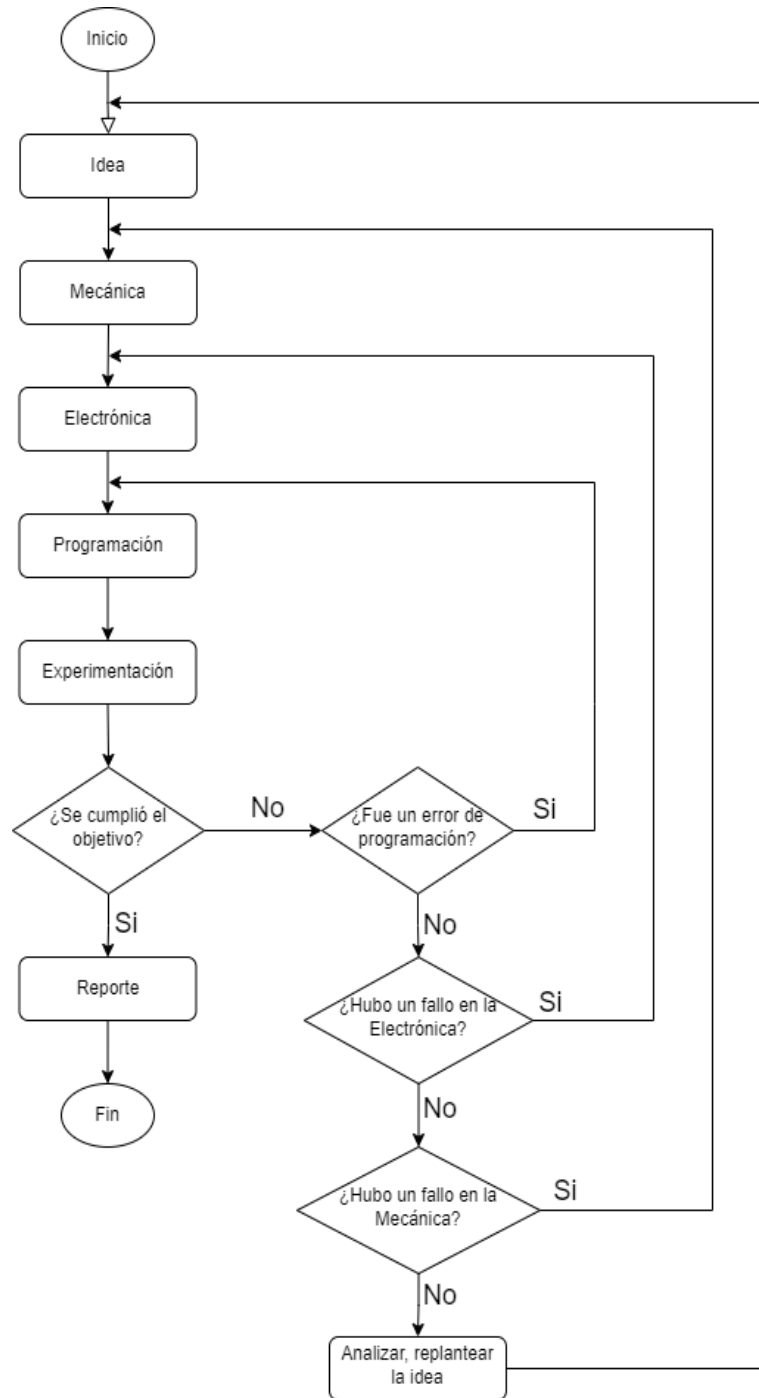 Inicio
Idea
Mecánica
Electrónica
Programación
Experimentación
¿Se cumplió el
objetivo?
No
¿Fue un error de
programación?
Si
Si
No
Reporte
¿Hubo un fallo en la
Electrónica?
Si
Fin
No
¿Hubo un fallo en la
Mecánica?
Si
No
Analizar, replantear
la idea